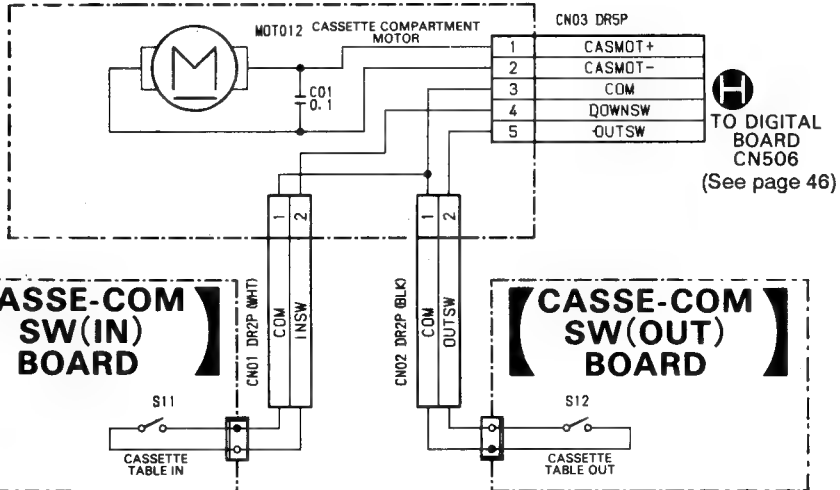 MOT012 CASSETTE COMPARTMENT
MOTOR
M
C01
0.1
CN03 DR5P
1 CASMOT+
2 CASMOT-
3 COM
4 DOWNSW
5 OUTSW
H
TO DIGITAL
BOARD
CN506
(See page 46)
1 2
1 2
CN01 DR2P (WHT)
COM
INSW
CN02 DR2P (BLK)
COM
OUTSW
ASSE-COM
SW(IN)
BOARD
S11
CASSETTE
TABLE IN
CASSE-COM
SW(OUT)
BOARD
S12
CASSETTE
TABLE OUT